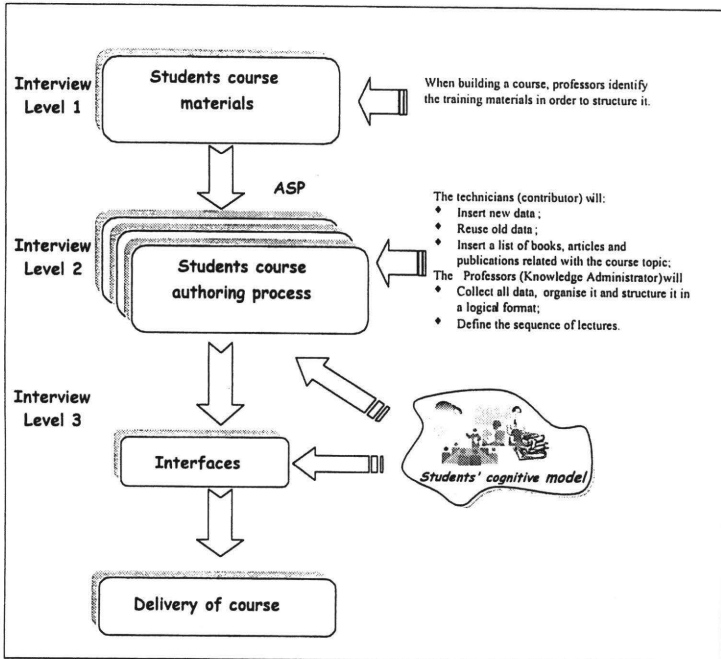 Interview
Level 1
Students course
materials
When building a course, professors identify
the training materials in order to structure it.
ASP
Interview
Level 2
Students course
authoring process
The technicians (contributor) will:
♦ Insert new data ;
♦ Reuse old data ;
♦ Insert a list of books, articles and
publications related with the course topic;
The Professors (Knowledge Administrator)will
♦ Collect all data, organise it and structure it in
a logical format;
♦ Define the sequence of lectures.
Interview
Level 3
Interfaces
Students' cognitive model
Delivery of course